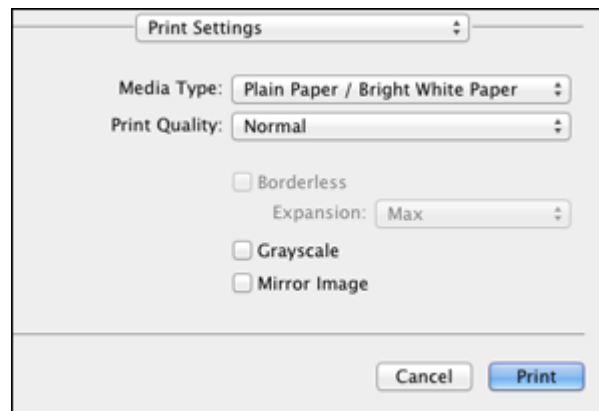 Print Settings
Media Type: Plain Paper / Bright White Paper
Print Quality: Normal
Borderless
Expansion: Max
Grayscale
Mirror Image
Cancel Print